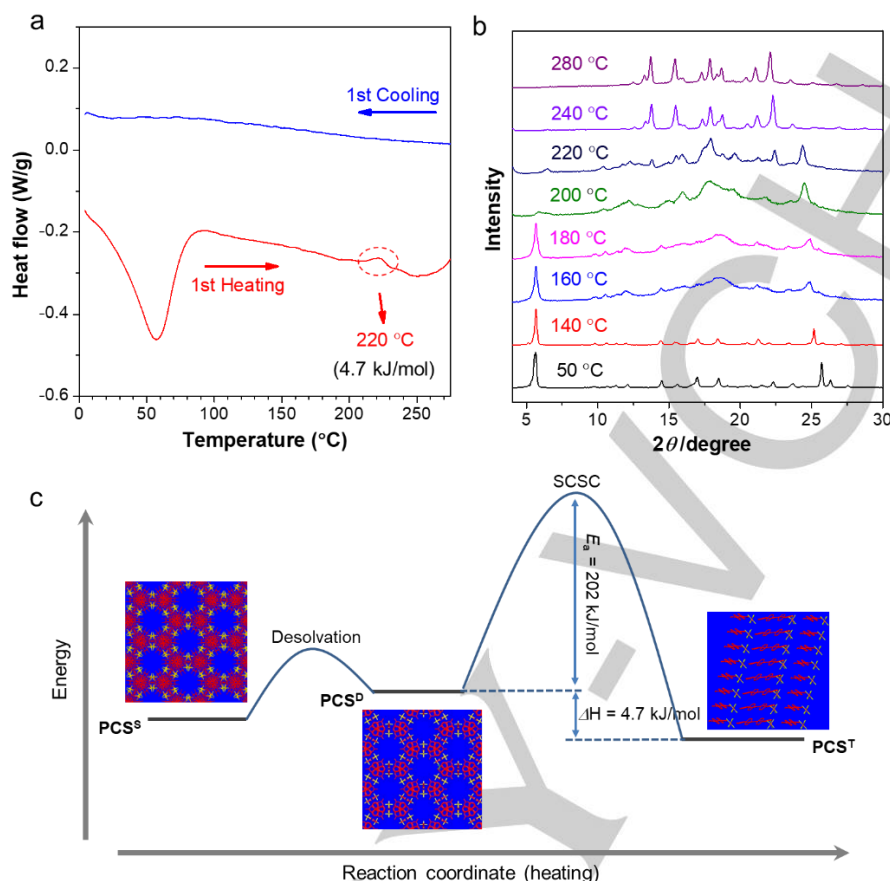 a
0.2
0.0
-0.2
-0.4
-0.6
0
50
100
150
200
250
Heat flow (W/g)
Temperature (°C)
1st Cooling
1st Heating
220 °C
(4.7 kJ/mol)
b
280 °C
240 °C
220 °C
200 °C
180 °C
160 °C
140 °C
50 °C
Intensity
5
10
15
20
25
30
2θ/degree
c
SCSC
Eₐ = 202 kJ/mol
Desolvation
PCSᔆ
PCSᴰ
ΔH = 4.7 kJ/mol
PCSᵀ
Energy
Reaction coordinate (heating)